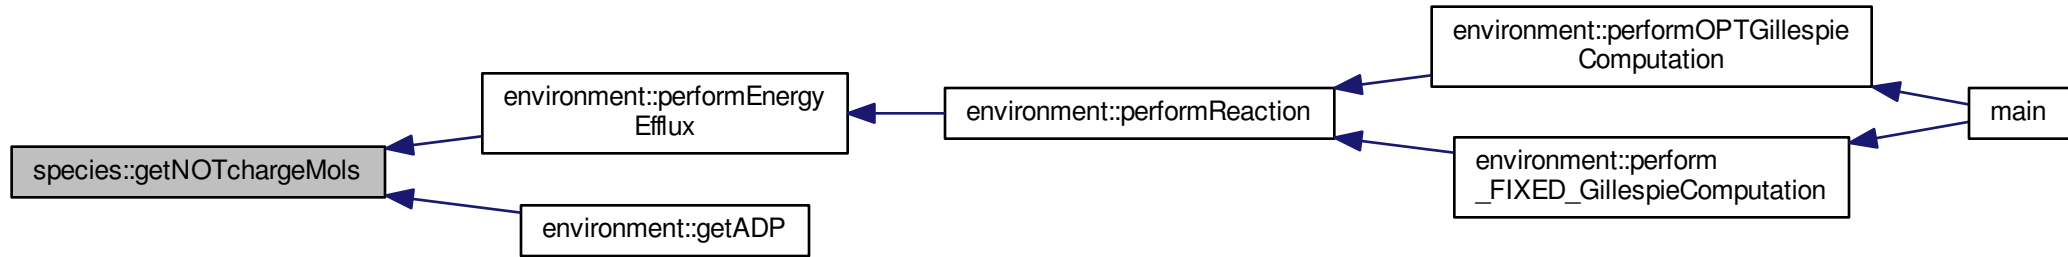 species::getNOTchargeMols
environment::performEnergy
Efflux
environment::getADP
environment::performReaction
environment::performOPTGillespie
Computation
environment::perform
_FIXED_GillespieComputation
main